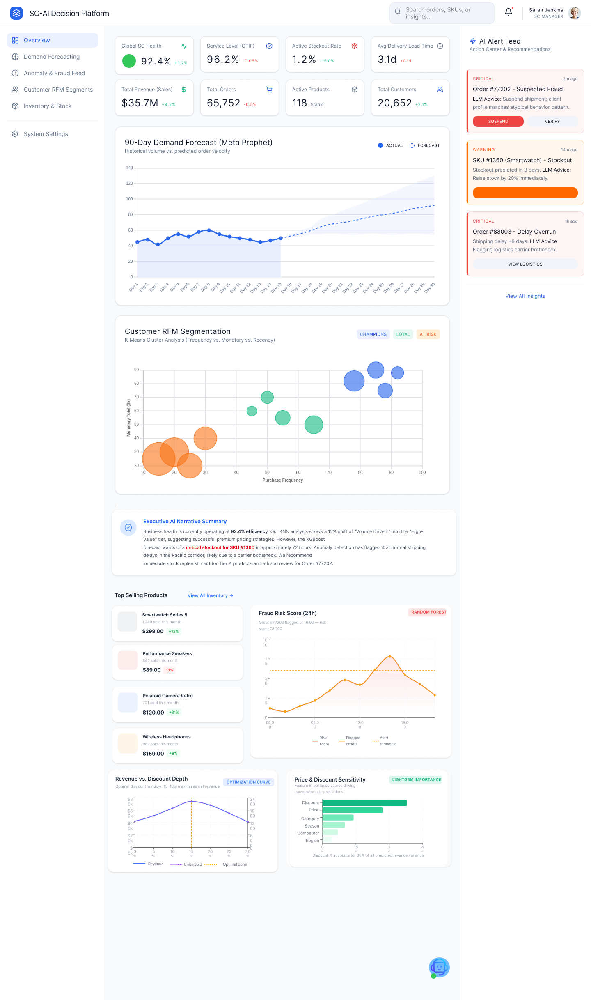 SC-AI Decision Platform
Search orders, SKUs, or
insights...
Sarah Jenkins
SC MANAGER
Overview
Demand Forecasting
Anomaly & Fraud Feed
Customer RFM Segments
Inventory & Stock
System Settings
Global SC Health
92.4% +1.2%
Service Level (OTIF)
96.2% -0.05%
Active Stockout Rate
1.2% -15.0%
Avg Delivery Lead Time
3.1d +0.1d
Total Revenue (Sales)
$35.7M +4.2%
Total Orders
65,752 -0.5%
Active Products
118 Stable
Total Customers
20,652 +2.1%
90-Day Demand Forecast (Meta Prophet)
Historical volume vs. predicted order velocity
ACTUAL FORECAST
140
120
100
80
60
40
20
0
Day 1 Day 2 Day 3 Day 4 Day 5 Day 6 Day 7 Day 8 Day 9 Day 10 Day 11 Day 12 Day 13 Day 14 Day 15 Day 16 Day 17 Day 18 Day 19 Day 20 Day 21 Day 22 Day 23 Day 24 Day 25 Day 26 Day 27 Day 28 Day 29 Day 30
Customer RFM Segmentation
K-Means Cluster Analysis (Frequency vs. Monetary vs. Recency)
CHAMPIONS LOYAL AT RISK
Monetary Total ($k)
90
80
70
60
50
40
30
20
10 20 30 40 50 60 70 80 90 100
Purchase Frequency
Executive AI Narrative Summary
Business health is currently operating at 92.4% efficiency. Our KNN analysis shows a 12% shift of "Volume Drivers" into the "High-
Value" tier, suggesting successful premium pricing strategies. However, the XGBoost
forecast warns of a critical stockout for SKU #1360 in approximately 72 hours. Anomaly detection has flagged 4 abnormal shipping
delays in the Pacific corridor, likely due to a carrier bottleneck. We recommend
immediate stock replenishment for Tier A products and a fraud review for Order #77202.
Top Selling Products
View All Inventory →
Smartwatch Series 5
1,240 sold this month
$299.00 +12%
Performance Sneakers
845 sold this month
$89.00 -3%
Polaroid Camera Retro
721 sold this month
$120.00 +21%
Wireless Headphones
982 sold this month
$159.00 +8%
Fraud Risk Score (24h)
RANDOM FOREST
Order #77202 flagged at 16:00 — risk
score 78/100
10
0
7
5
5
0
2
5
0
00:0 06:0 12:0 18:0
0 0 0 0
Risk Flagged Alert
score orders threshold
Revenue vs. Discount Depth
Optimal discount window: 15–18% maximizes net revenue
OPTIMIZATION CURVE
$8
0k
$6
0k
$4
0k
$2
0k
$
0k
24
00
18
00
12
00
6
0
0
0
0 5 10 15 20 25 30
% % % % % % %
Revenue Units Sold Optimal zone
Price & Discount Sensitivity
LIGHTGBM IMPORTANCE
Feature importance scores driving
conversion rate predictions
Discount
Price
Category
Season
Competitor
Region
0 15 3 4
Discount % accounts for 38% of all predicted revenue variance
AI Alert Feed
Action Center & Recommendations
CRITICAL 2m ago
Order #77202 - Suspected Fraud
LLM Advice: Suspend shipment; client
profile matches atypical behavior pattern.
SUSPEND VERIFY
WARNING 14m ago
SKU #1360 (Smartwatch) - Stockout
Stockout predicted in 3 days. LLM Advice:
Raise stock by 20% immediately.
CRITICAL 1h ago
Order #88003 - Delay Overrun
Shipping delay +9 days. LLM Advice:
Flagging logistics carrier bottleneck.
VIEW LOGISTICS
View All Insights